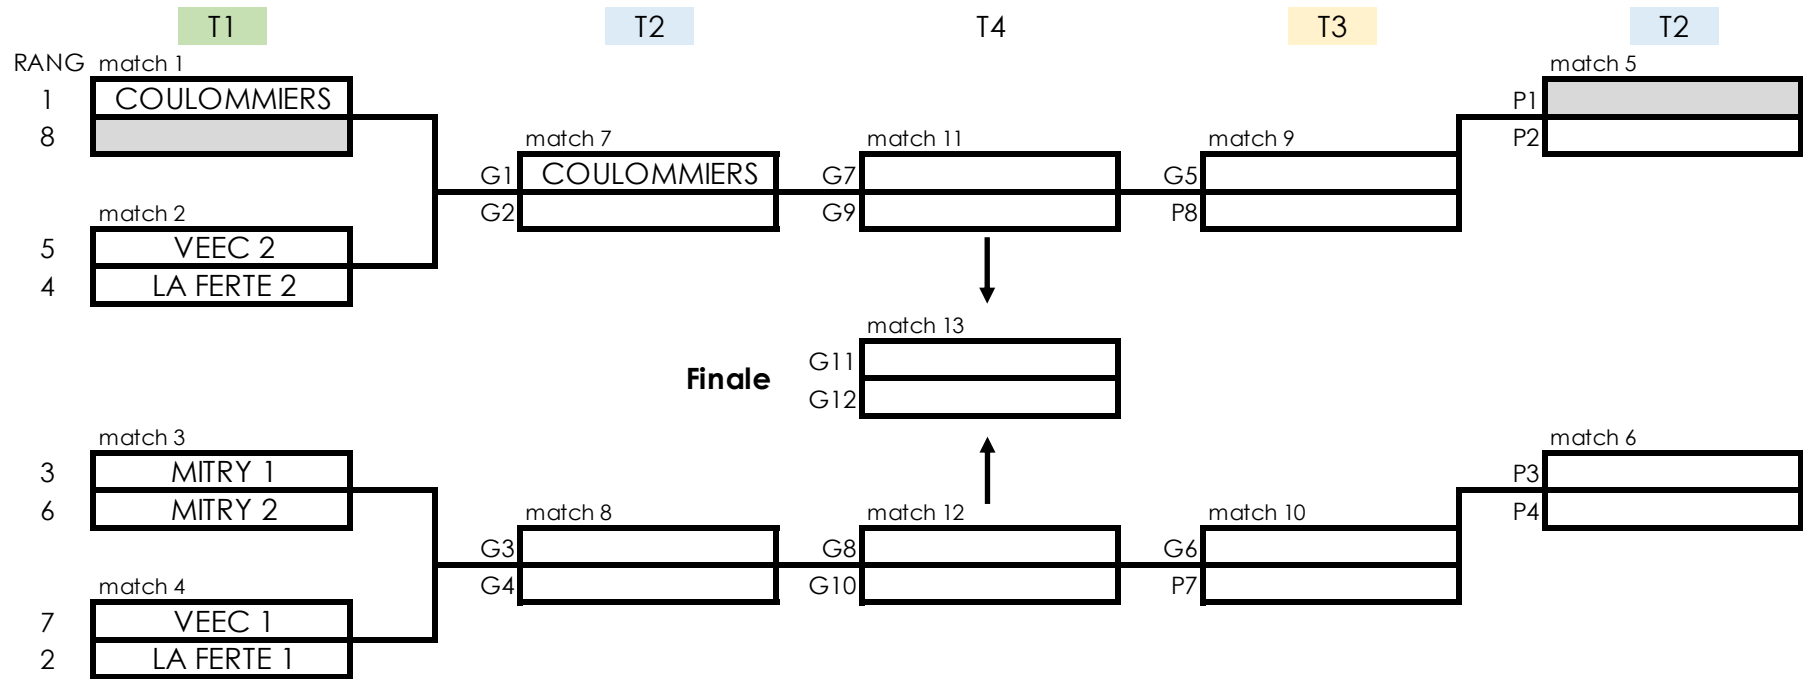 T1 T2 T4 T3 T2
RANG match 1 match 5
1 COULOMMIERS P1
8 match 7 match 11 match 9 P2
G1 COULOMMIERS G7 G5
match 2 G2 G9 P8
5 VEEC 2
4 LA FERTE 2
match 13
G11
Finale
G12
match 3 match 6
3 MITRY 1 P3
6 MITRY 2 match 8 match 12 match 10 P4
G3 G8 G6
match 4 G4 G10 P7
7 VEEC 1
2 LA FERTE 1